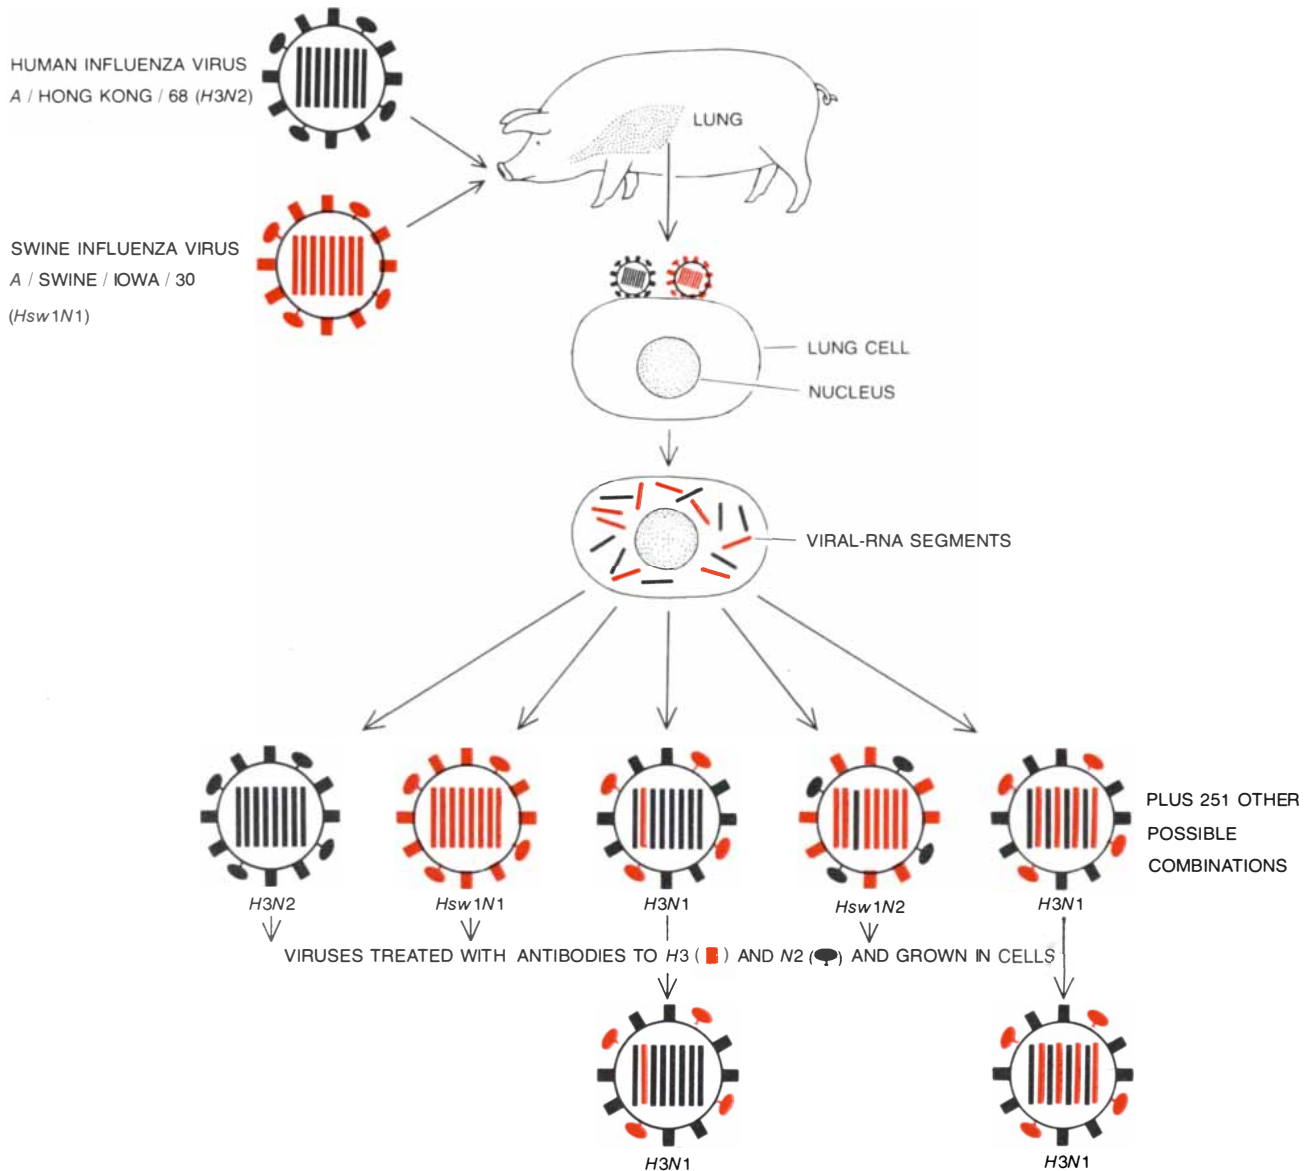 HUMAN INFLUENZA VIRUS
A / HONG KONG / 68 (H3N2)
LUNG
SWINE INFLUENZA VIRUS
A / SWINE / IOWA / 30
(Hsw1N1)
LUNG CELL
NUCLEUS
VIRAL-RNA SEGMENTS
PLUS 251 OTHER
POSSIBLE
COMBINATIONS
H3N2
Hsw1N1
H3N1
Hsw1N2
H3N1
VIRUSES TREATED WITH ANTIBODIES TO H3 ( ) AND N2 ( ) AND GROWN IN CELLS
H3N1
H3N1